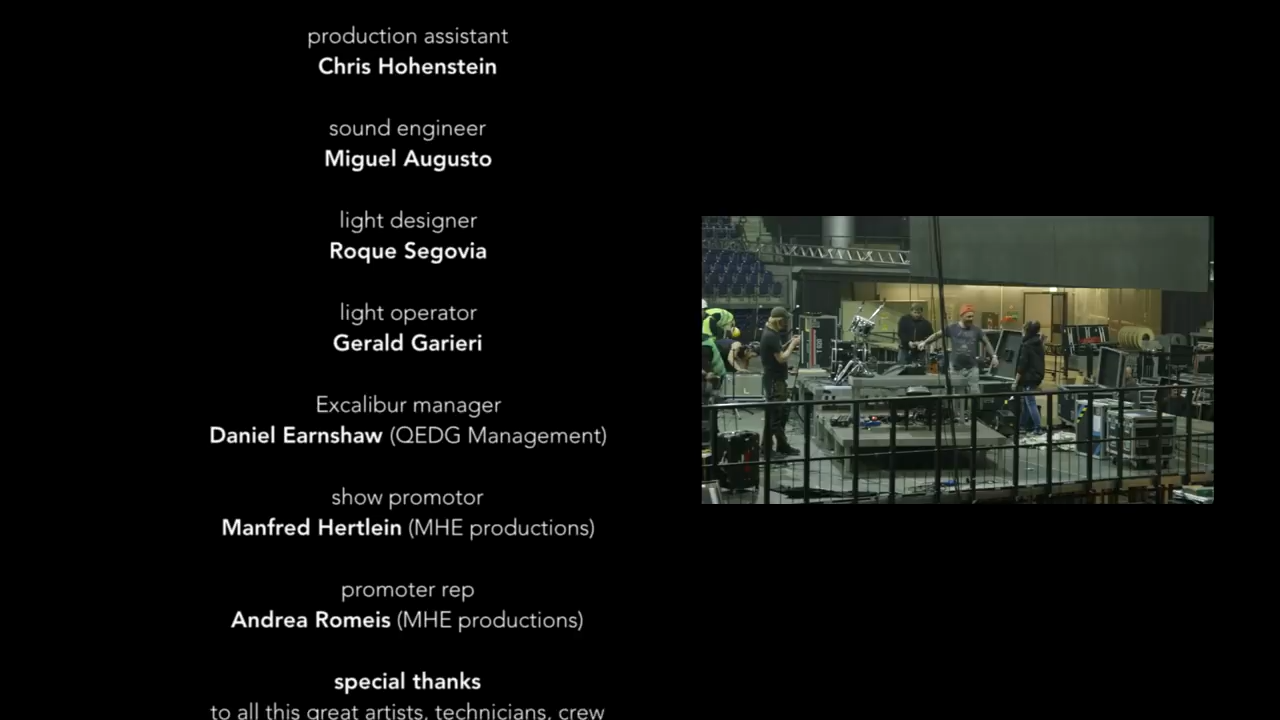 production assistant
Chris Hohenstein
sound engineer
Miguel Augusto
light designer
Roque Segovia
light operator
Gerald Garieri
Excalibur manager
Daniel Earnshaw (QEDG Management)
show promotor
Manfred Hertlein (MHE productions)
promoter rep
Andrea Romeis (MHE productions)
special thanks
to all this great artists, technicians, crew